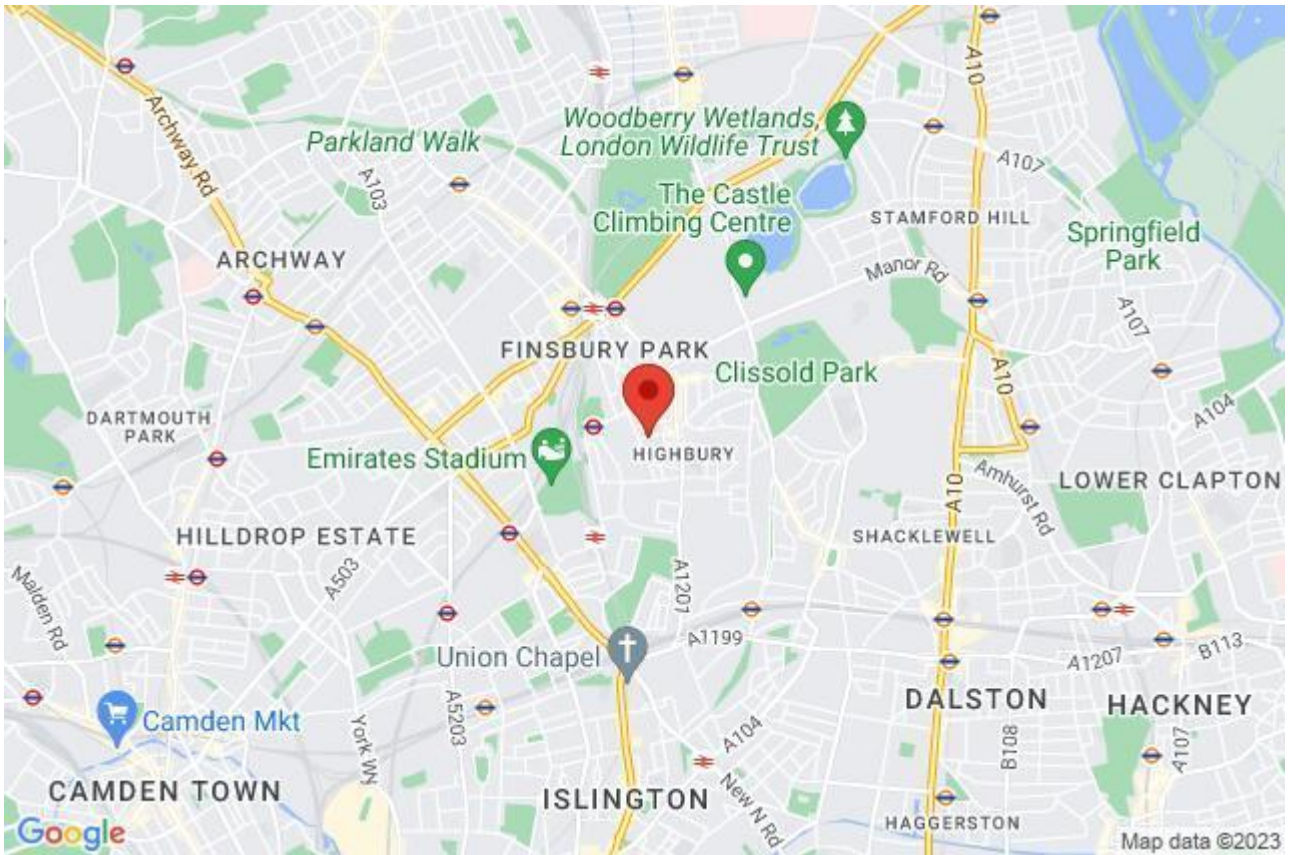 A10
Archway Rd
Parkland Walk
Woodberry Wetlands,
London Wildlife Trust
A107
A103
The Castle
Climbing Centre
STAMFORD HILL
Springfield
Park
ARCHWAY
Manor Rd
A107
FINSBURY PARK
Clissold Park
A10
A104
DARTMOUTH
PARK
Emirates Stadium
HIGHBURY
Amhurst Rd
LOWER CLAPTON
A10
HILLDROP ESTATE
SHACKLEWELL
A503
A1201
Malden Rd
A1199
B113
Union Chapel
A1207
A5203
DALSTON
HACKNEY
Camden Mkt
York Wy
A104
B108
A107
CAMDEN TOWN
ISLINGTON
New N Rd
HAGGERSTON
Google
Map data ©2023